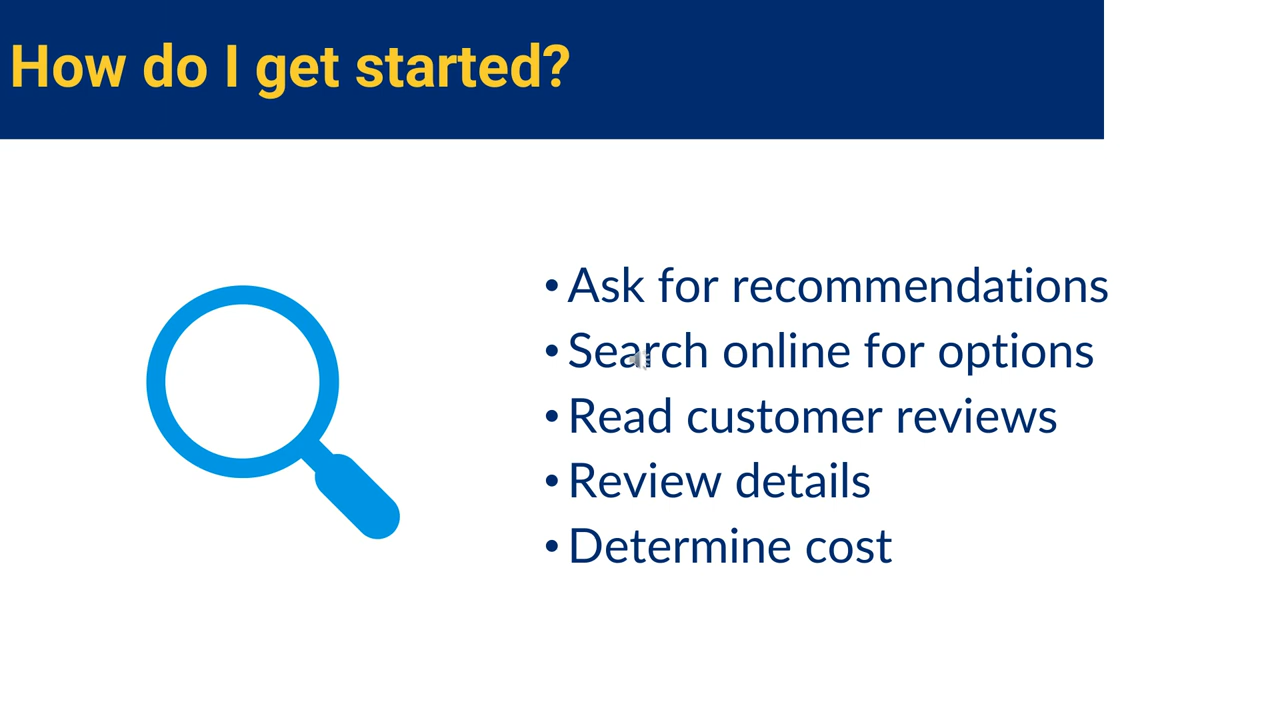 How do I get started?
• Ask for recommendations
• Search online for options
• Read customer reviews
• Review details
• Determine cost